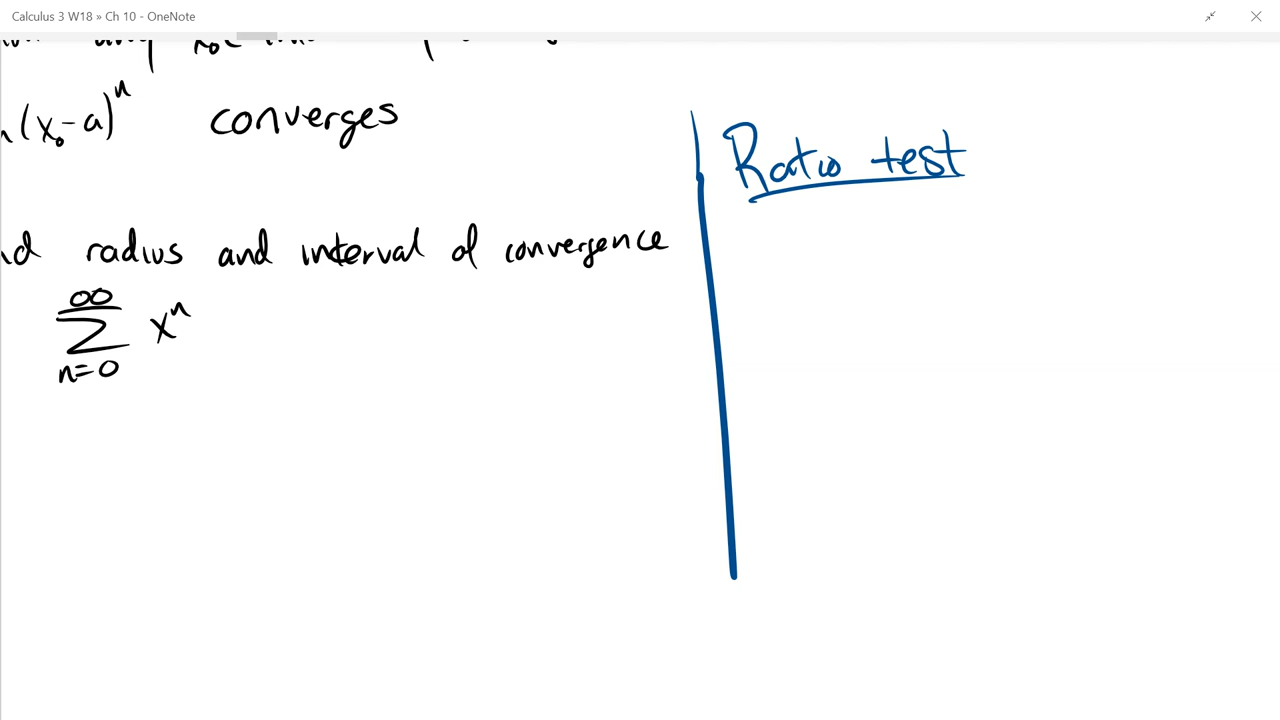 Calculus 3 W18 » Ch 10 - OneNote
(x₀-a)ⁿ converges
radius and interval of convergence
∞
∑ xⁿ
n=0
Ratio test